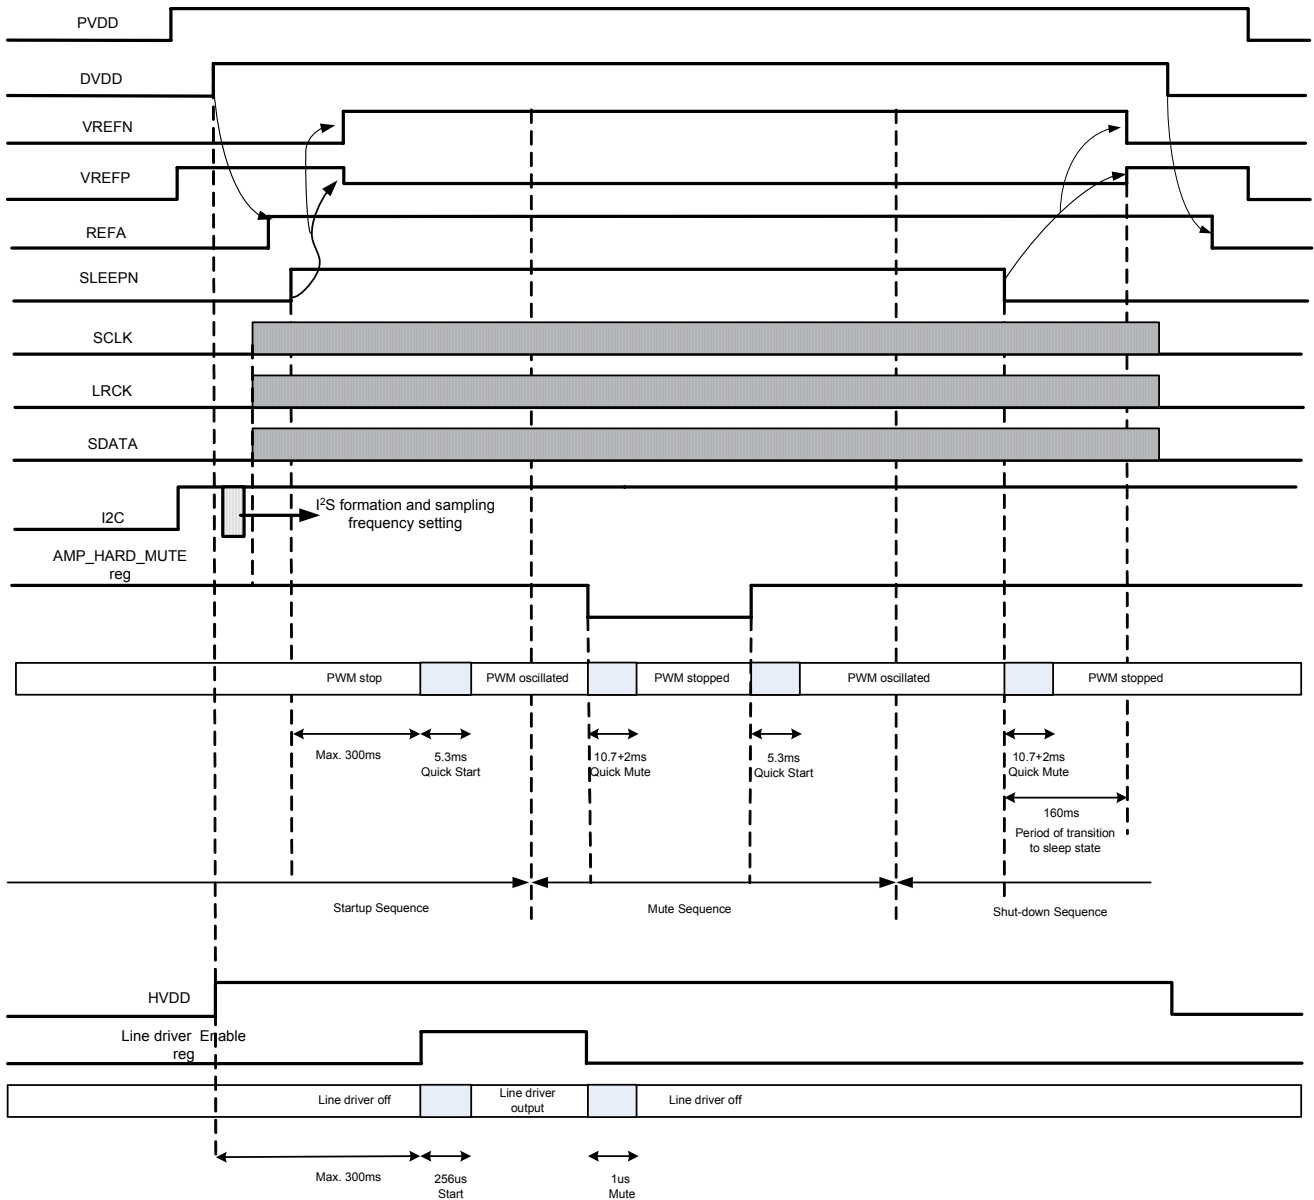 PVDD
DVDD
VREFN
VREFP
REFA
SLEEPN
SCLK
LRCK
SDATA
I2C
I²S formation and sampling
frequency setting
AMP_HARD_MUTE
reg
PWM stop
PWM oscillated
PWM stopped
PWM oscillated
PWM stopped
Max. 300ms
5.3ms
Quick Start
10.7+2ms
Quick Mute
5.3ms
Quick Start
10.7+2ms
Quick Mute
160ms
Period of transition
to sleep state
Startup Sequence
Mute Sequence
Shut-down Sequence
HVDD
Line driver Enable
reg
Line driver off
Line driver
output
Line driver off
Max. 300ms
256us
Start
1us
Mute